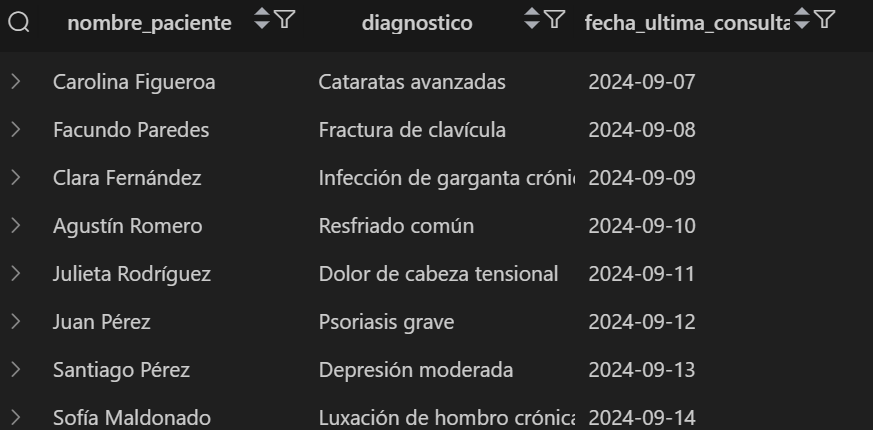 nombre_paciente diagnostico fecha_ultima_consulta
Carolina Figueroa Cataratas avanzadas 2024-09-07
Facundo Paredes Fractura de clavícula 2024-09-08
Clara Fernández Infección de garganta cróni 2024-09-09
Agustín Romero Resfriado común 2024-09-10
Julieta Rodríguez Dolor de cabeza tensional 2024-09-11
Juan Pérez Psoriasis grave 2024-09-12
Santiago Pérez Depresión moderada 2024-09-13
Sofía Maldonado Luxación de hombro crónica 2024-09-14